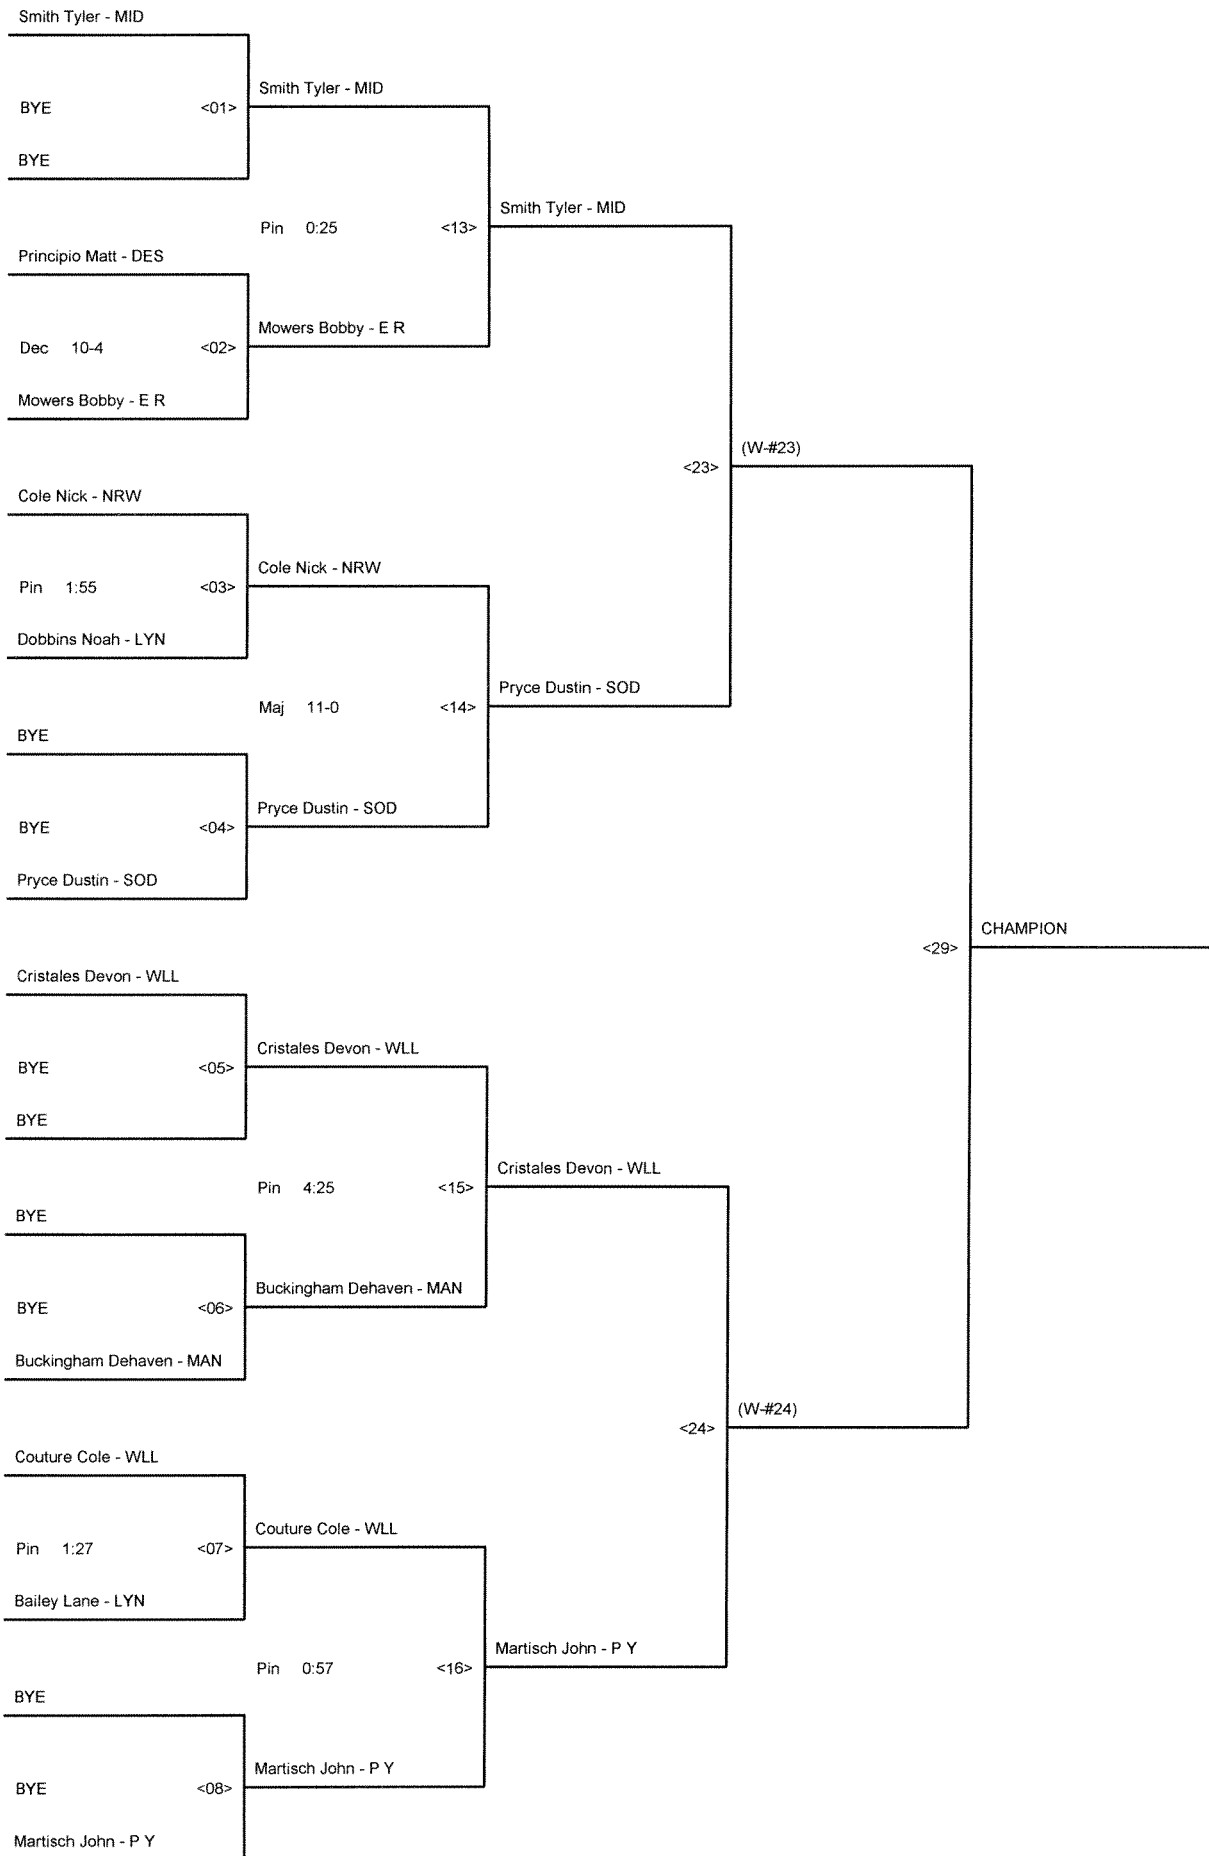 Smith Tyler - MID
Smith Tyler - MID
BYE <01>
BYE
Smith Tyler - MID
Pin 0:25 <13>
Principio Matt - DES
Mowers Bobby - E R
Dec 10-4 <02>
Mowers Bobby - E R
(W-#23)
<23>
Cole Nick - NRW
Cole Nick - NRW
Pin 1:55 <03>
Dobbins Noah - LYN
Pryce Dustin - SOD
Maj 11-0 <14>
BYE
Pryce Dustin - SOD
BYE <04>
Pryce Dustin - SOD
CHAMPION
<29>
Cristales Devon - WLL
Cristales Devon - WLL
BYE <05>
BYE
Cristales Devon - WLL
Pin 4:25 <15>
BYE
Buckingham Dehaven - MAN
BYE <06>
Buckingham Dehaven - MAN
(W-#24)
<24>
Couture Cole - WLL
Couture Cole - WLL
Pin 1:27 <07>
Bailey Lane - LYN
Martisch John - P Y
Pin 0:57 <16>
BYE
Martisch John - P Y
BYE <08>
Martisch John - P Y